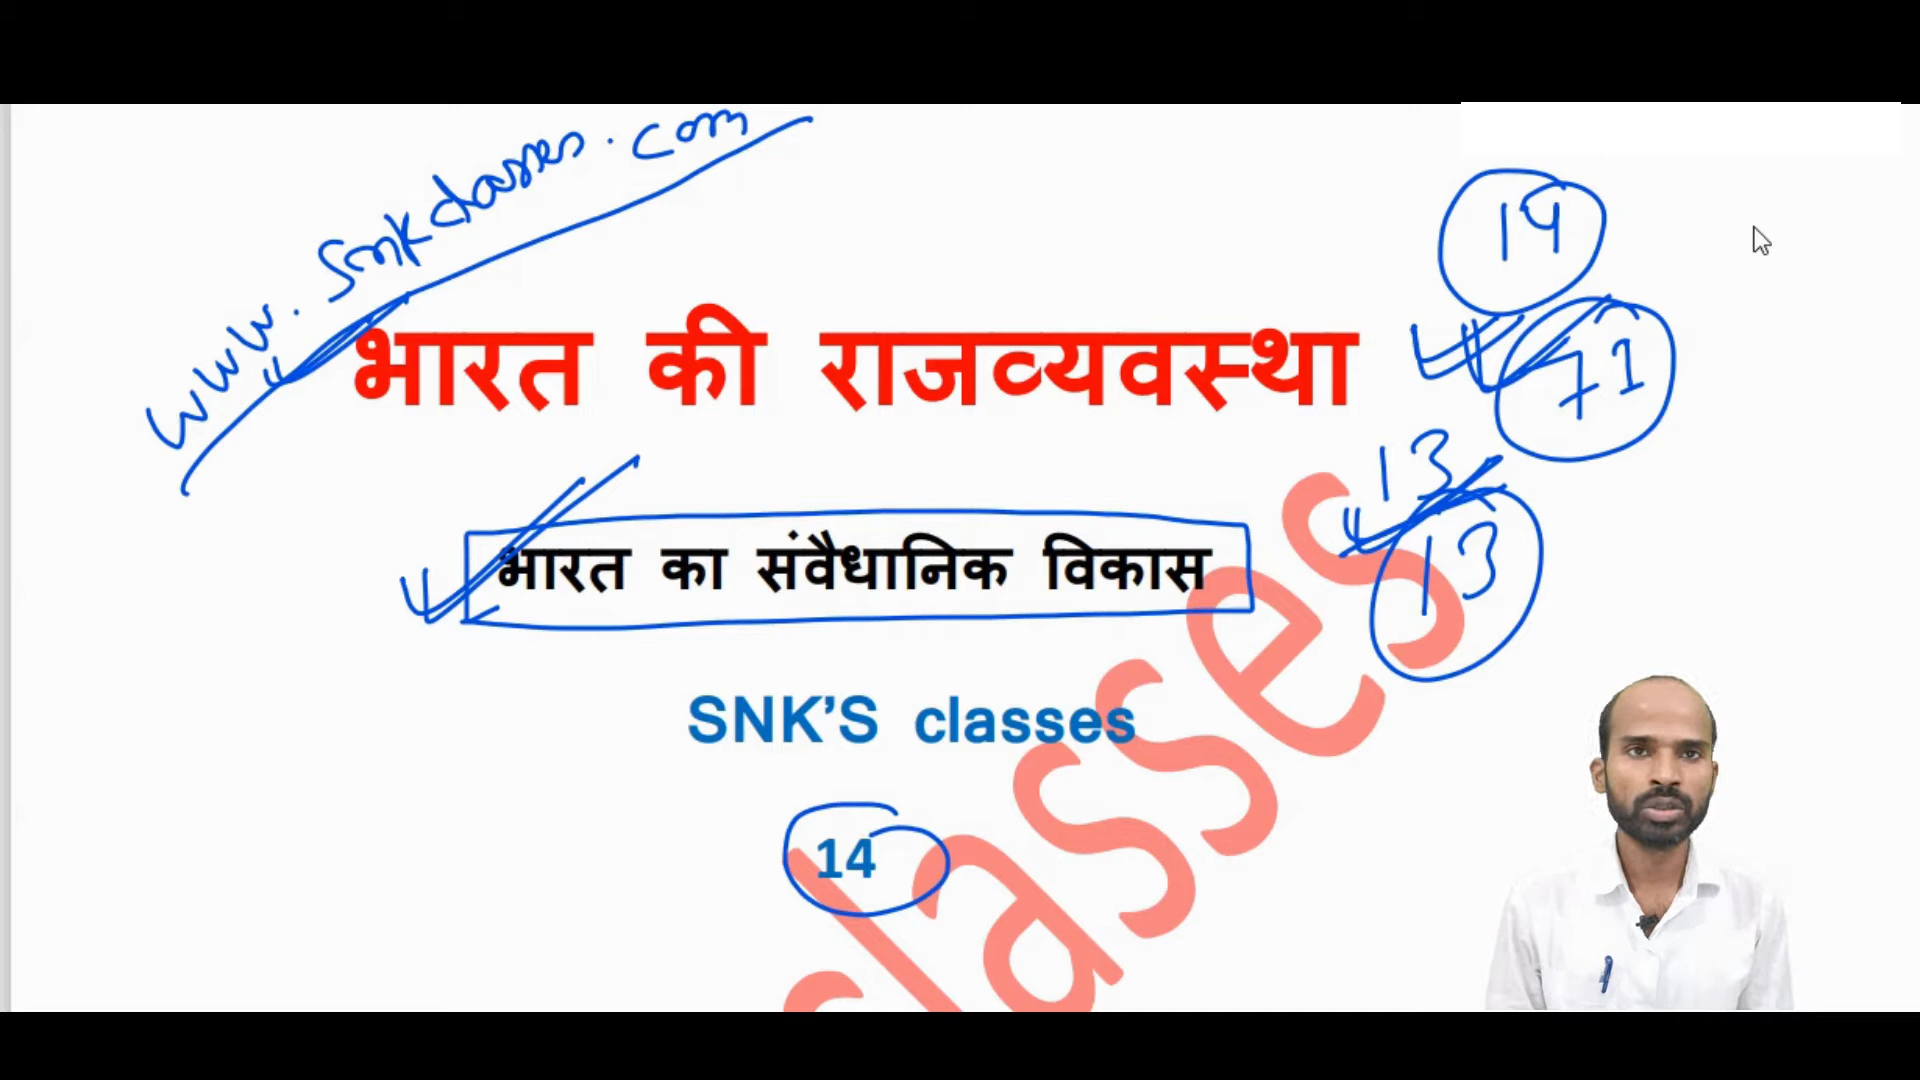 www.snkclasses.com
14
भारत की राजव्यवस्था
71
13
भारत का संवैधानिक विकास
13
SNK'S classes
14
classes